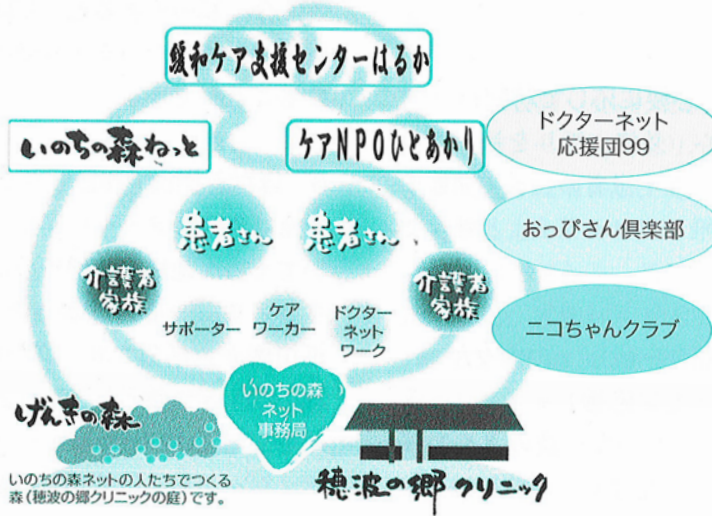 緩和ケア支援センターはるか
いのちの森ねっと
ケアNPOひとあかり
ドクターネット
応援団99
おっぴさん倶楽部
ニコちゃんクラブ
患者さん
患者さん
介護者
家族
介護者
家族
サポーター
ケア
ワーカー
ドクター
ネット
ワーク
いのちの森
ネット
事務局
げんきの森
いのちの森ネットの人たちでつくる
森(穂波の郷クリニックの庭)です。
穂波の郷クリニック